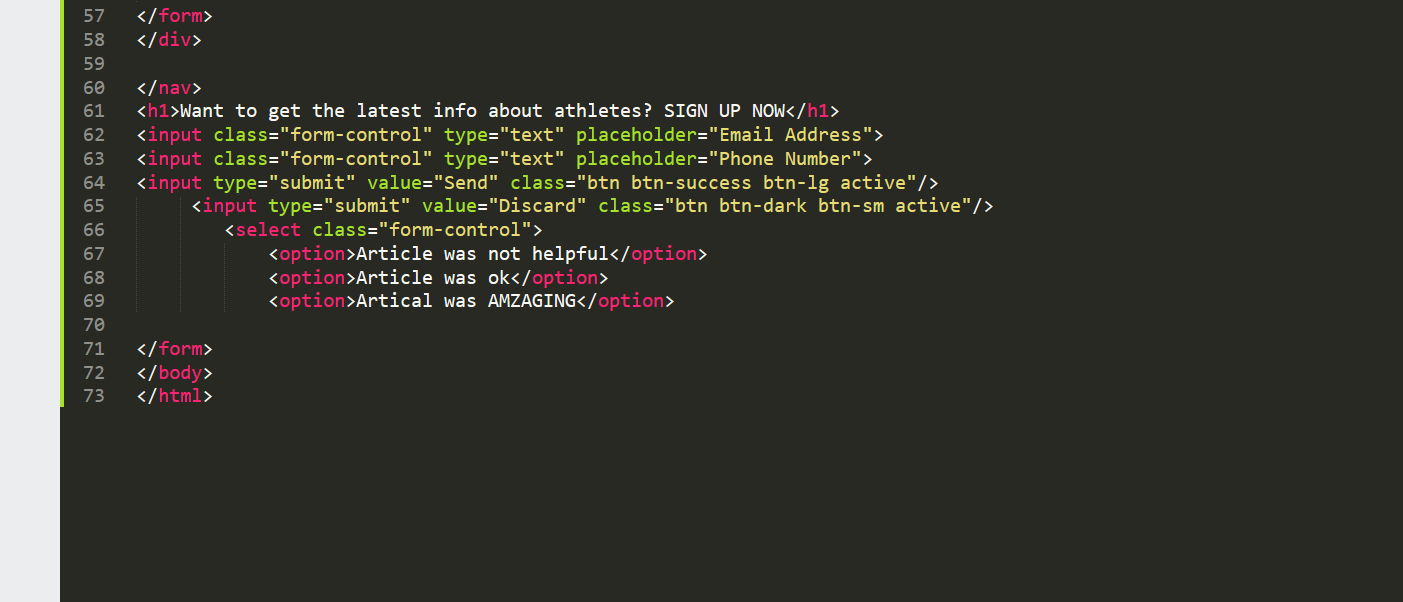 57 </form>
58 </div>
59
60 </nav>
61 <h1>Want to get the latest info about athletes? SIGN UP NOW</h1>
62 <input class="form-control" type="text" placeholder="Email Address">
63 <input class="form-control" type="text" placeholder="Phone Number">
64 <input type="submit" value="Send" class="btn btn-success btn-lg active"/>
65 <input type="submit" value="Discard" class="btn btn-dark btn-sm active"/>
66 <select class="form-control">
67 <option>Article was not helpful</option>
68 <option>Article was ok</option>
69 <option>Artical was AMZAGING</option>
70
71 </form>
72 </body>
73 </html>